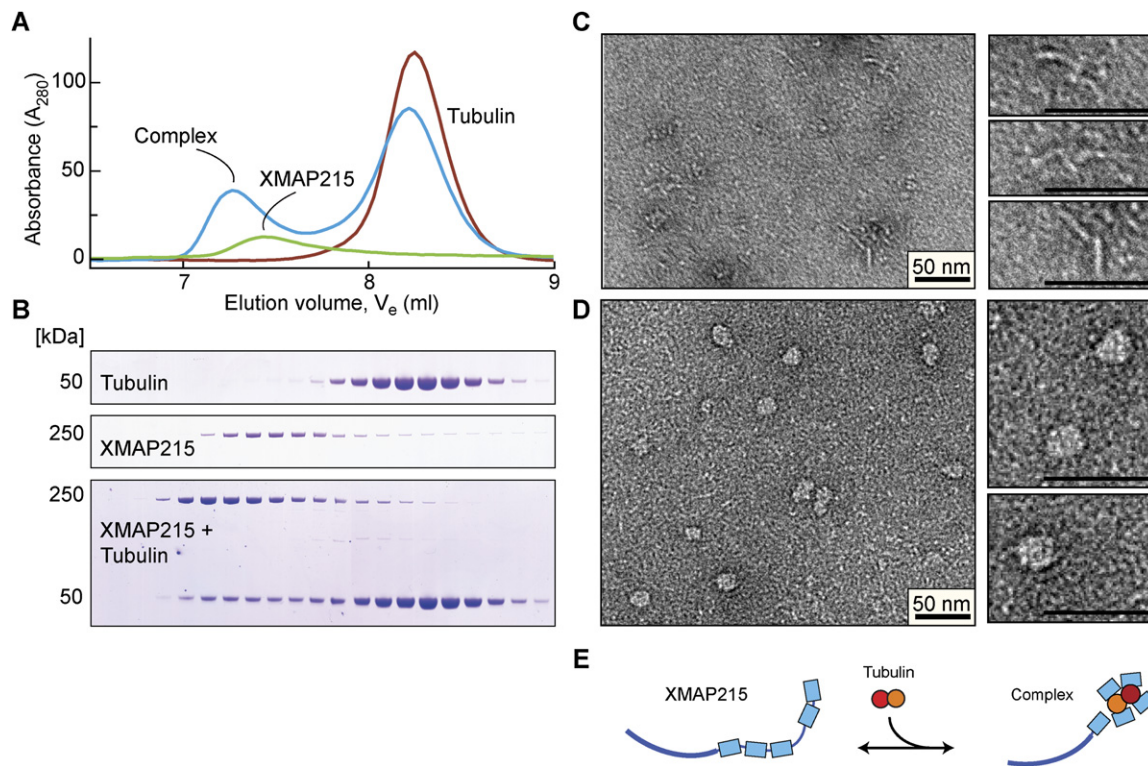 A
Absorbance (A280)
100
50
0
Complex
XMAP215
Tubulin
7
8
9
Elution volume, Ve (ml)
B
[kDa]
50
Tubulin
250
XMAP215
250
XMAP215 +
Tubulin
50
C
50 nm
D
50 nm
E
XMAP215
Tubulin
Complex